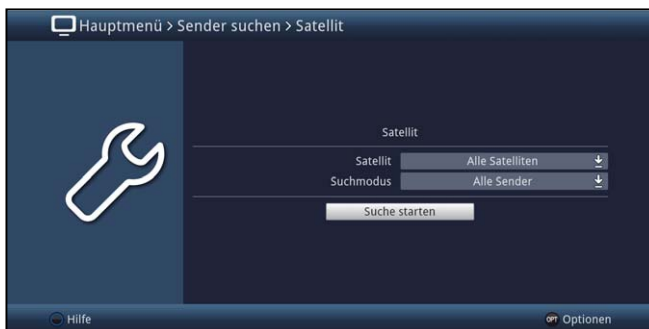 Hauptmenü > Sender suchen > Satellit
Satellit
Satellit Alle Satelliten
Suchmodus Alle Sender
Suche starten
Hilfe OPT Optionen